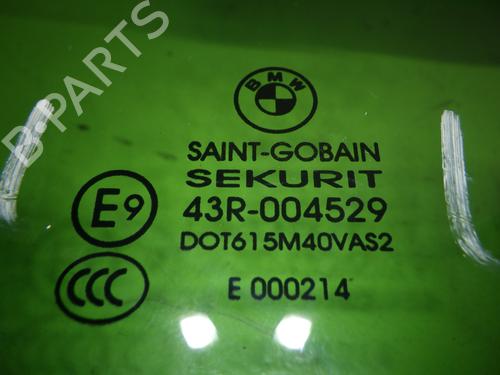 B-PARTS
BMW
SAINT-GOBAIN
SEKURIT
E9
43R-004529
DOT615M40VAS2
CCC
E 000214